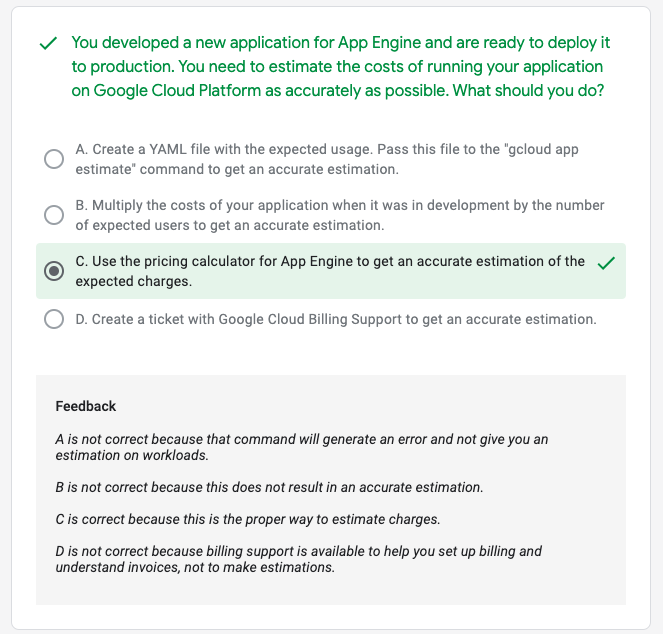 You developed a new application for App Engine and are ready to deploy it
to production. You need to estimate the costs of running your application
on Google Cloud Platform as accurately as possible. What should you do?
A. Create a YAML file with the expected usage. Pass this file to the "gcloud app
estimate" command to get an accurate estimation.
B. Multiply the costs of your application when it was in development by the number
of expected users to get an accurate estimation.
C. Use the pricing calculator for App Engine to get an accurate estimation of the
expected charges.
D. Create a ticket with Google Cloud Billing Support to get an accurate estimation.
Feedback
A is not correct because that command will generate an error and not give you an
estimation on workloads.
B is not correct because this does not result in an accurate estimation.
C is correct because this is the proper way to estimate charges.
D is not correct because billing support is available to help you set up billing and
understand invoices, not to make estimations.